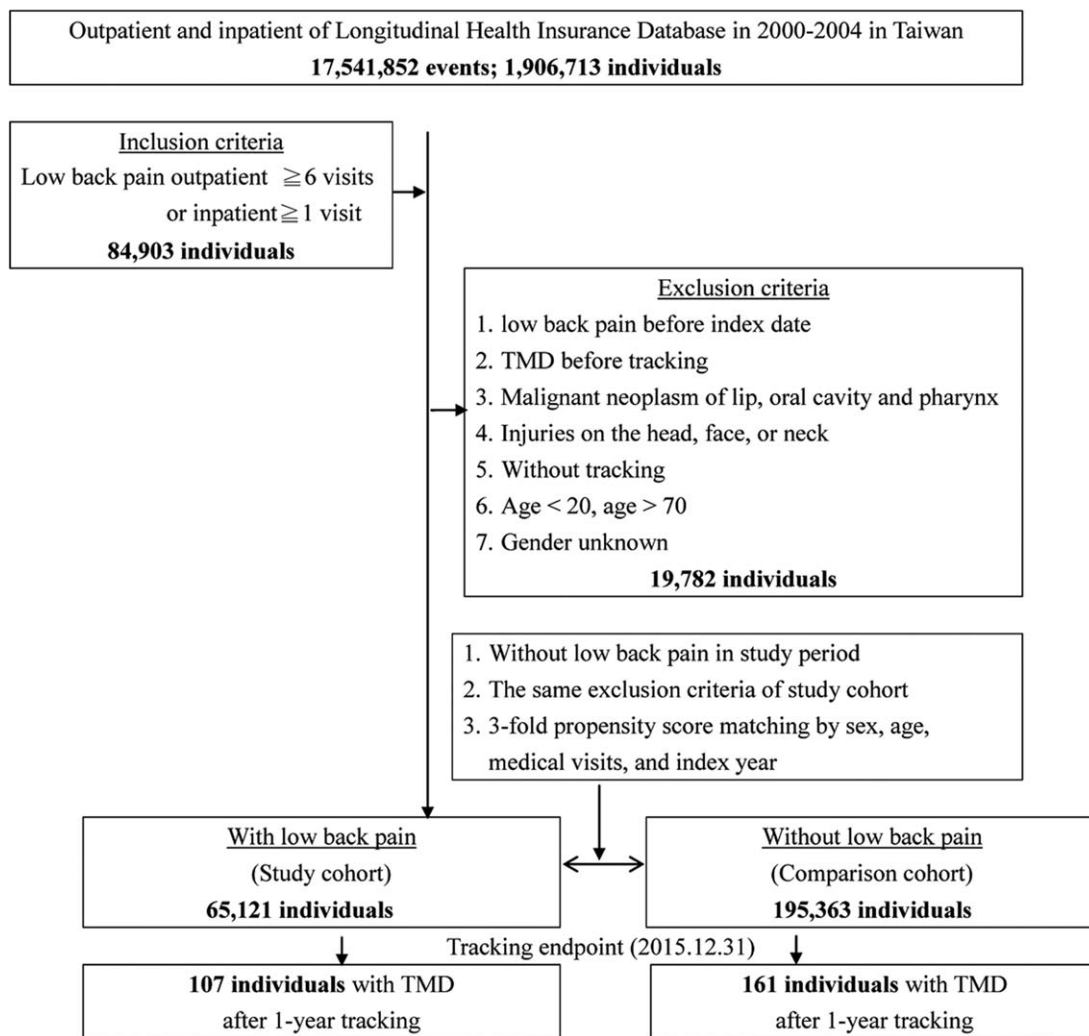 Outpatient and inpatient of Longitudinal Health Insurance Database in 2000-2004 in Taiwan
17,541,852 events; 1,906,713 individuals
Inclusion criteria
Low back pain outpatient ≧6 visits
or inpatient≧1 visit
84,903 individuals
Exclusion criteria
1. low back pain before index date
2. TMD before tracking
3. Malignant neoplasm of lip, oral cavity and pharynx
4. Injuries on the head, face, or neck
5. Without tracking
6. Age < 20, age > 70
7. Gender unknown
19,782 individuals
1. Without low back pain in study period
2. The same exclusion criteria of study cohort
3. 3-fold propensity score matching by sex, age,
medical visits, and index year
With low back pain
(Study cohort)
65,121 individuals
Without low back pain
(Comparison cohort)
195,363 individuals
Tracking endpoint (2015.12.31)
107 individuals with TMD
after 1-year tracking
161 individuals with TMD
after 1-year tracking